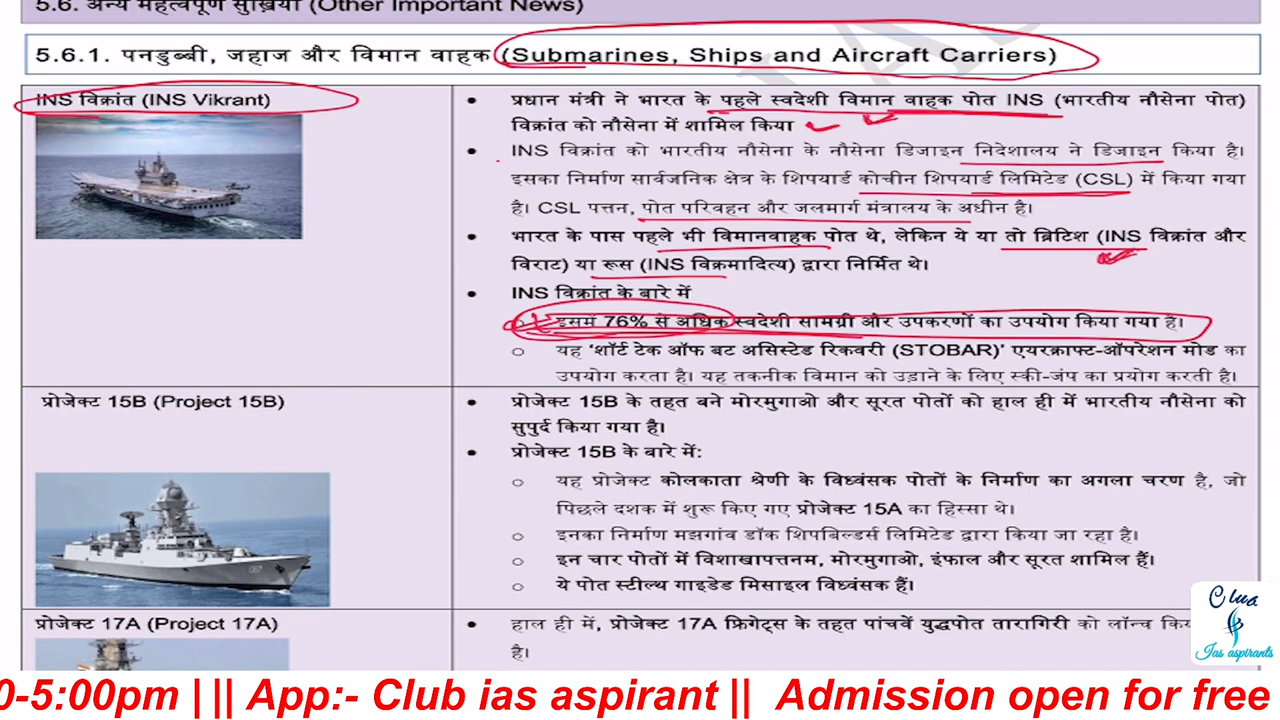 5.6. अन्य महत्वपूर्ण सुर्खियां (Other Important News)
5.6.1. पनडुब्बी, जहाज और विमान वाहक (Submarines, Ships and Aircraft Carriers)
INS विक्रांत (INS Vikrant)
• प्रधान मंत्री ने भारत के पहले स्वदेशी विमान वाहक पोत INS (भारतीय नौसेना पोत)
विक्रांत को नौसेना में शामिल किया
• INS विक्रांत को भारतीय नौसेना के नौसेना डिजाइन निदेशालय ने डिजाइन किया है।
इसका निर्माण सार्वजनिक क्षेत्र के शिपयार्ड कोचीन शिपयार्ड लिमिटेड (CSL) में किया गया
है। CSL पत्तन, पोत परिवहन और जलमार्ग मंत्रालय के अधीन है।
• भारत के पास पहले भी विमानवाहक पोत थे, लेकिन ये या तो ब्रिटिश (INS विक्रांत और
विराट) या रूस (INS विक्रमादित्य) द्वारा निर्मित थे।
• INS विक्रांत के बारे में
इसमें 76% से अधिक स्वदेशी सामग्री और उपकरणों का उपयोग किया गया है।
o यह 'शॉर्ट टेक ऑफ बट असिस्टेड रिकवरी (STOBAR)' एयरक्राफ्ट-ऑपरेशन मोड का
उपयोग करता है। यह तकनीक विमान को उड़ाने के लिए स्की-जंप का प्रयोग करती है।
प्रोजेक्ट 15B (Project 15B)
• प्रोजेक्ट 15B के तहत बने मोरमुगाओ और सूरत पोतों को हाल ही में भारतीय नौसेना को
सुपुर्द किया गया है।
• प्रोजेक्ट 15B के बारे में:
o यह प्रोजेक्ट कोलकाता श्रेणी के विध्वंसक पोतों के निर्माण का अगला चरण है, जो
पिछले दशक में शुरू किए गए प्रोजेक्ट 15A का हिस्सा थे।
o इनका निर्माण मझगांव डॉक शिपबिल्डर्स लिमिटेड द्वारा किया जा रहा है।
o इन चार पोतों में विशाखापत्तनम, मोरमुगाओ, इंफाल और सूरत शामिल हैं।
o ये पोत स्टील्थ गाइडेड मिसाइल विध्वंसक हैं।
प्रोजेक्ट 17A (Project 17A)
• हाल ही में, प्रोजेक्ट 17A फ्रिगेट्स के तहत पांचवें युद्धपोत तारागिरी को लॉन्च
है।
Club
Ias aspirants
0-5:00pm | || App:- Club ias aspirant || Admission open for free